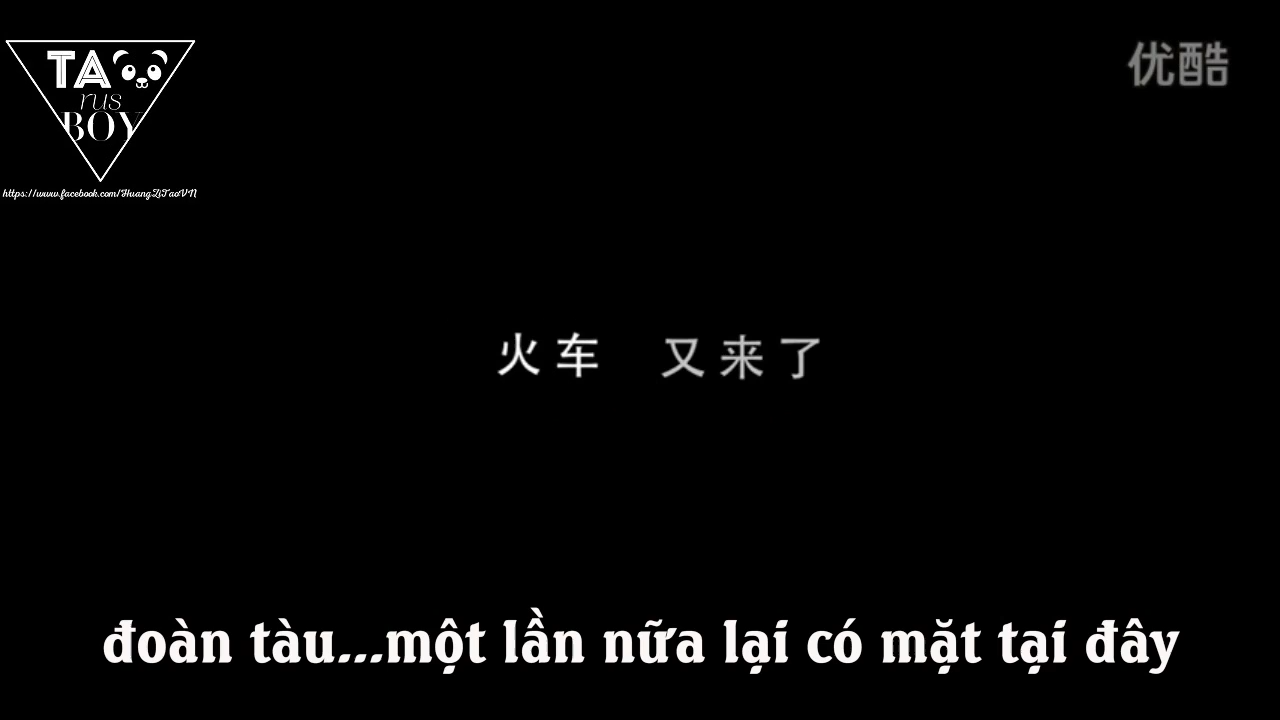 TAO
rus
BOY
https://www.facebook.com/HuangZiTaoVN
优酷
火车 又来了
đoàn tàu...một lần nữa lại có mặt tại đây